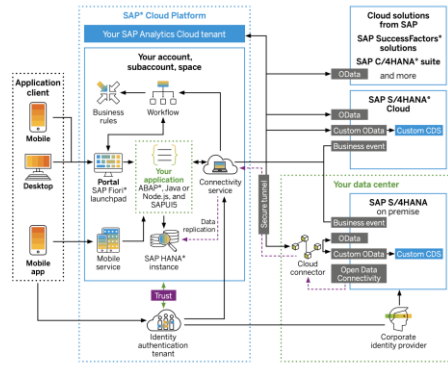 SAP® Cloud Platform
Your SAP Analytics Cloud tenant
Your account,
subaccount, space
Business
rules
Workflow
Application
client
Mobile
Desktop
Mobile
app
Portal
SAP Fiori®
launchpad
Your
application
ABAP®, Java or
Node.js, and
SAPUI5
Connectivity
service
Data
replication
Mobile
service
SAP HANA®
instance
Trust
Identity
authentication
tenant
Secure tunnel
Cloud solutions
from SAP
SAP SuccessFactors®
solutions
SAP C/4HANA® suite
and more
OData
SAP S/4HANA®
Cloud
OData
Custom OData
Custom CDS
Business event
Your data center
SAP S/4HANA
on premise
Business event
OData
Custom OData
Custom CDS
Open Data
Connectivity
Cloud
connector
Corporate
identity provider